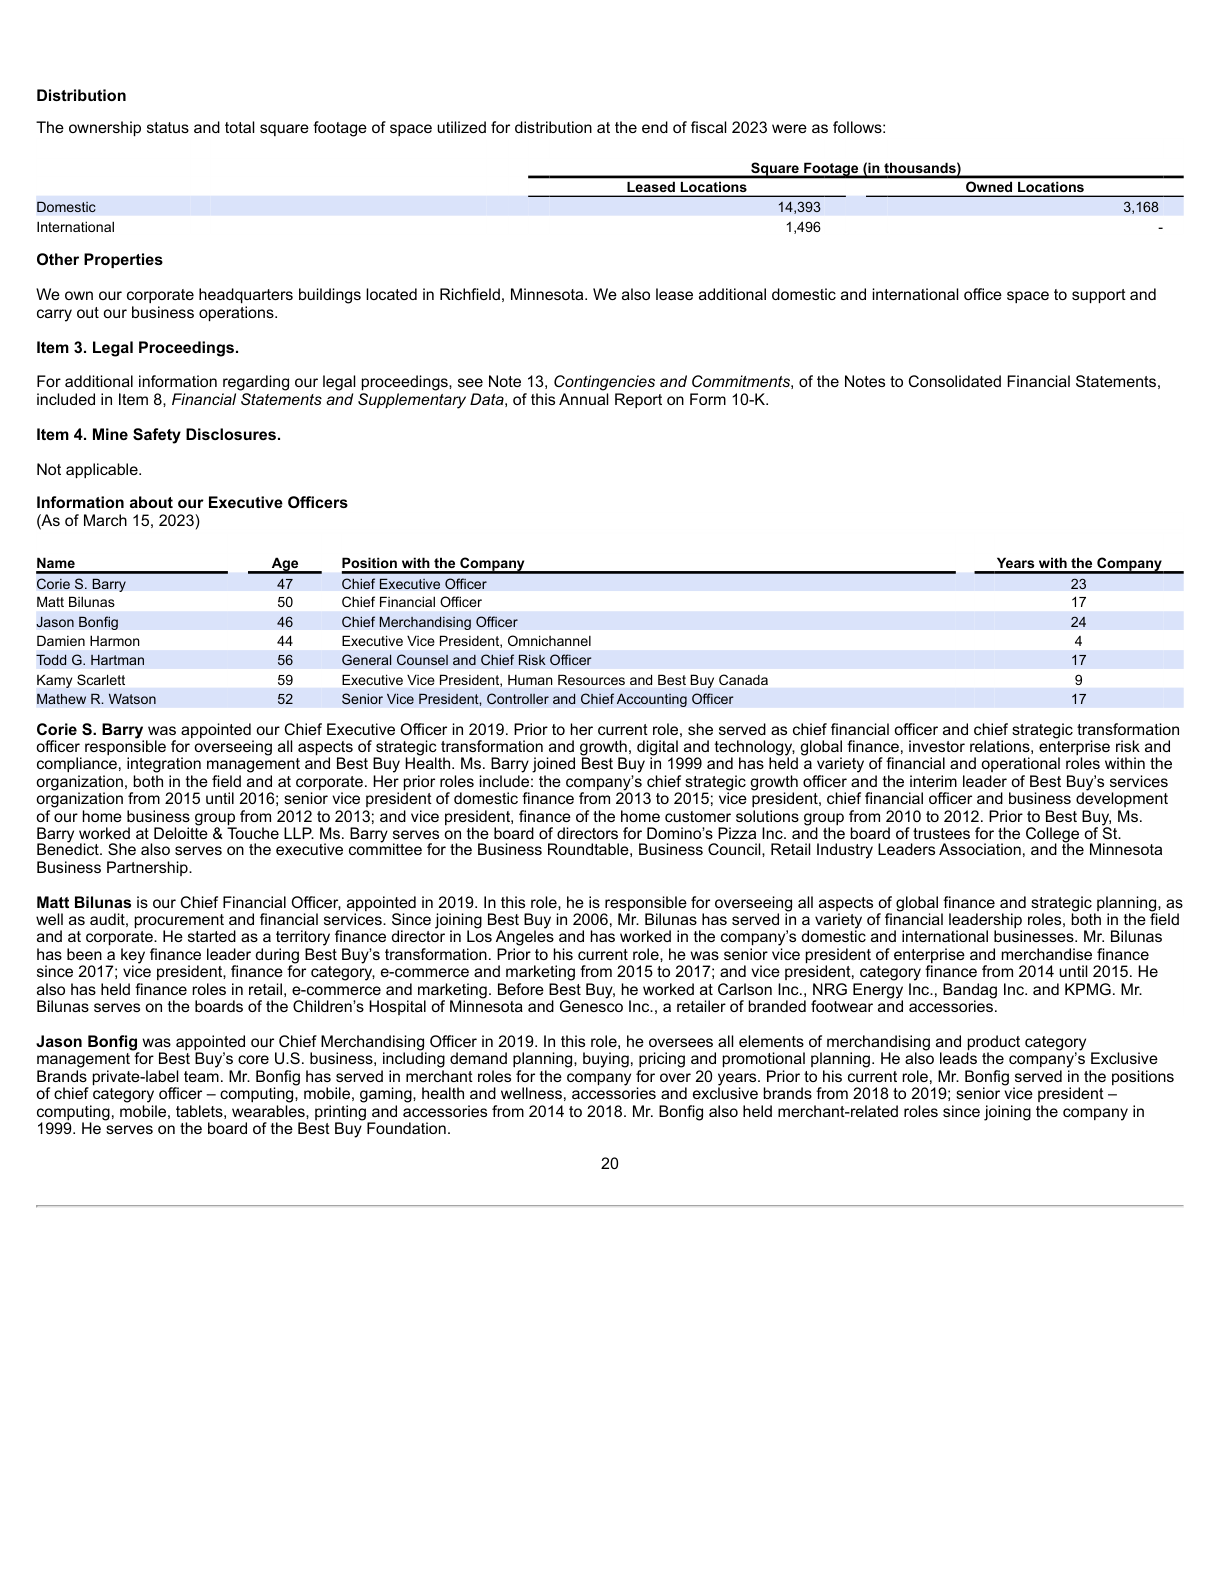 Distribution
The ownership status and total square footage of space utilized for distribution at the end of fiscal 2023 were as follows:
Square Footage (in thousands)
Leased Locations Owned Locations
Domestic 14,393 3,168
International 1,496 -
Other Properties
We own our corporate headquarters buildings located in Richfield, Minnesota. We also lease additional domestic and international office space to support and
carry out our business operations.
Item 3. Legal Proceedings.
For additional information regarding our legal proceedings, see Note 13, Contingencies and Commitments, of the Notes to Consolidated Financial Statements,
included in Item 8, Financial Statements and Supplementary Data, of this Annual Report on Form 10-K.
Item 4. Mine Safety Disclosures.
Not applicable.
Information about our Executive Officers
(As of March 15, 2023)
Name Age Position with the Company Years with the Company
Corie S. Barry 47 Chief Executive Officer 23
Matt Bilunas 50 Chief Financial Officer 17
Jason Bonfig 46 Chief Merchandising Officer 24
Damien Harmon 44 Executive Vice President, Omnichannel 4
Todd G. Hartman 56 General Counsel and Chief Risk Officer 17
Kamy Scarlett 59 Executive Vice President, Human Resources and Best Buy Canada 9
Mathew R. Watson 52 Senior Vice President, Controller and Chief Accounting Officer 17
Corie S. Barry was appointed our Chief Executive Officer in 2019. Prior to her current role, she served as chief financial officer and chief strategic transformation
officer responsible for overseeing all aspects of strategic transformation and growth, digital and technology, global finance, investor relations, enterprise risk and
compliance, integration management and Best Buy Health. Ms. Barry joined Best Buy in 1999 and has held a variety of financial and operational roles within the
organization, both in the field and at corporate. Her prior roles include: the company's chief strategic growth officer and the interim leader of Best Buy's services
organization from 2015 until 2016; senior vice president of domestic finance from 2013 to 2015; vice president, chief financial officer and business development
of our home business group from 2012 to 2013; and vice president, finance of the home customer solutions group from 2010 to 2012. Prior to Best Buy, Ms.
Barry worked at Deloitte & Touche LLP. Ms. Barry serves on the board of directors for Domino's Pizza Inc. and the board of trustees for the College of St.
Benedict. She also serves on the executive committee for the Business Roundtable, Business Council, Retail Industry Leaders Association, and the Minnesota
Business Partnership.
Matt Bilunas is our Chief Financial Officer, appointed in 2019. In this role, he is responsible for overseeing all aspects of global finance and strategic planning, as
well as audit, procurement and financial services. Since joining Best Buy in 2006, Mr. Bilunas has served in a variety of financial leadership roles, both in the field
and at corporate. He started as a territory finance director in Los Angeles and has worked in the company's domestic and international businesses. Mr. Bilunas
has been a key finance leader during Best Buy's transformation. Prior to his current role, he was senior vice president of enterprise and merchandise finance
since 2017; vice president, finance for category, e-commerce and marketing from 2015 to 2017; and vice president, category finance from 2014 until 2015. He
also has held finance roles in retail, e-commerce and marketing. Before Best Buy, he worked at Carlson Inc., NRG Energy Inc., Bandag Inc. and KPMG. Mr.
Bilunas serves on the boards of the Children's Hospital of Minnesota and Genesco Inc., a retailer of branded footwear and accessories.
Jason Bonfig was appointed our Chief Merchandising Officer in 2019. In this role, he oversees all elements of merchandising and product category
management for Best Buy's core U.S. business, including demand planning, buying, pricing and promotional planning. He also leads the company's Exclusive
Brands private-label team. Mr. Bonfig has served in merchant roles for the company for over 20 years. Prior to his current role, Mr. Bonfig served in the positions
of chief category officer – computing, mobile, gaming, health and wellness, accessories and exclusive brands from 2018 to 2019; senior vice president –
computing, mobile, tablets, wearables, printing and accessories from 2014 to 2018. Mr. Bonfig also held merchant-related roles since joining the company in
1999. He serves on the board of the Best Buy Foundation.
20